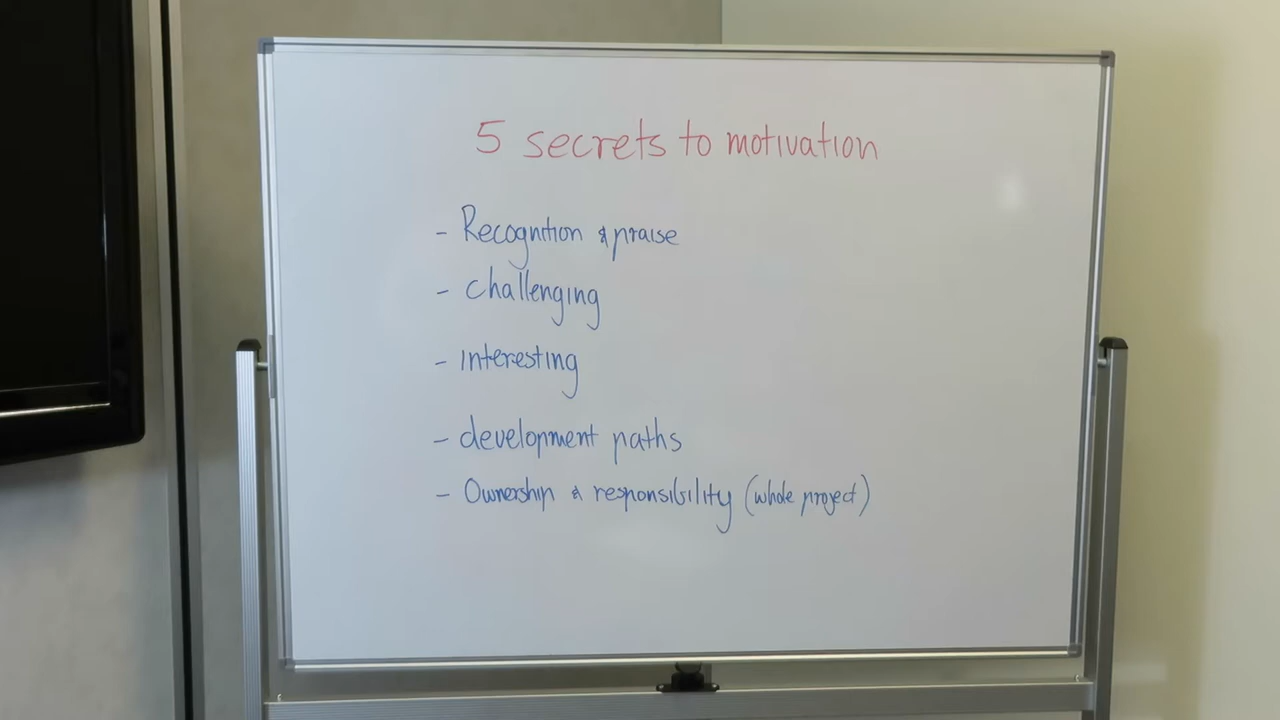 5 secrets to motivation
- Recognition & praise
- challenging
- interesting
- development paths
- Ownership & responsibility (whole project)